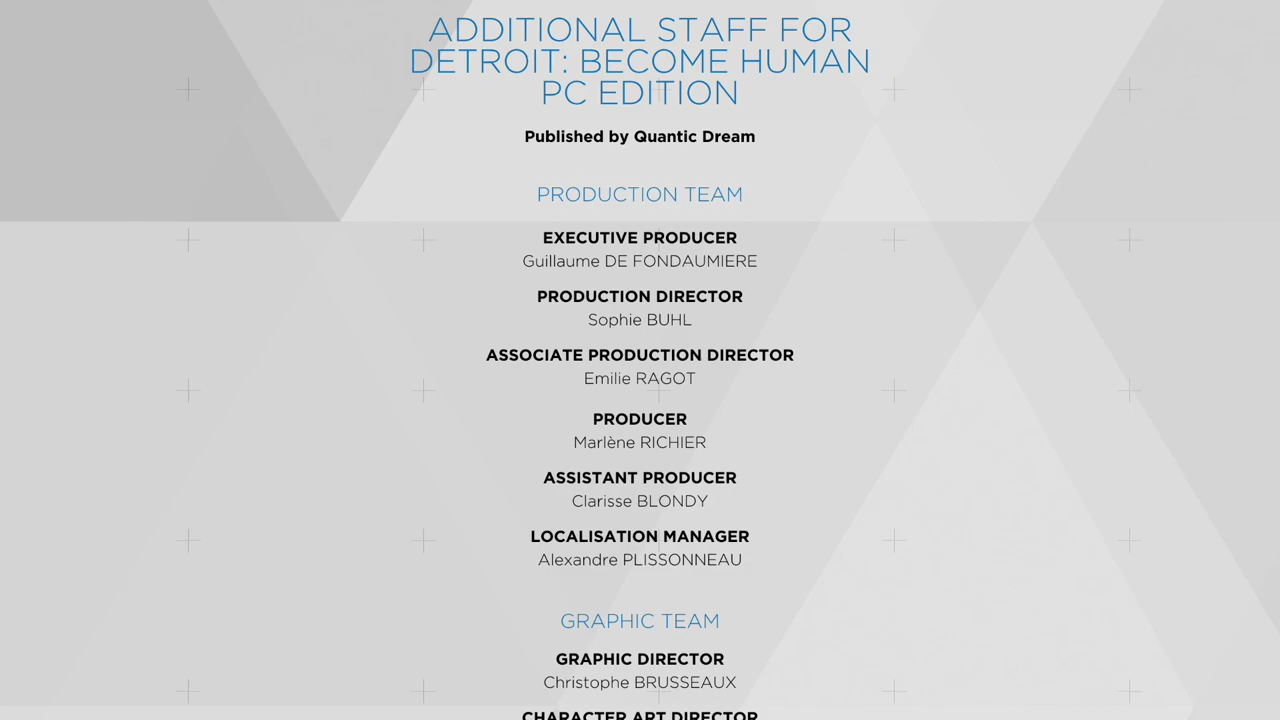 ADDITIONAL STAFF FOR
DETROIT: BECOME HUMAN
PC EDITION
Published by Quantic Dream
PRODUCTION TEAM
EXECUTIVE PRODUCER
Guillaume DE FONDAUMIERE
PRODUCTION DIRECTOR
Sophie BUHL
ASSOCIATE PRODUCTION DIRECTOR
Emilie RAGOT
PRODUCER
Marlène RICHIER
ASSISTANT PRODUCER
Clarisse BLONDY
LOCALISATION MANAGER
Alexandre PLISSONNEAU
GRAPHIC TEAM
GRAPHIC DIRECTOR
Christophe BRUSSEAUX
CHARACTER ART DIRECTOR